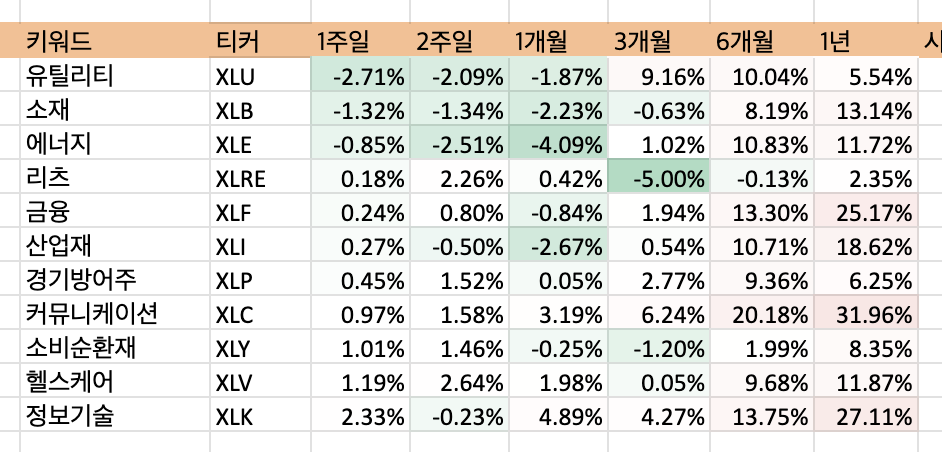 키워드 티커 1주일 2주일 1개월 3개월 6개월 1년
유틸리티 XLU -2.71% -2.09% -1.87% 9.16% 10.04% 5.54%
소재 XLB -1.32% -1.34% -2.23% -0.63% 8.19% 13.14%
에너지 XLE -0.85% -2.51% -4.09% 1.02% 10.83% 11.72%
리츠 XLRE 0.18% 2.26% 0.42% -5.00% -0.13% 2.35%
금융 XLF 0.24% 0.80% -0.84% 1.94% 13.30% 25.17%
산업재 XLI 0.27% -0.50% -2.67% 0.54% 10.71% 18.62%
경기방어주 XLP 0.45% 1.52% 0.05% 2.77% 9.36% 6.25%
커뮤니케이션 XLC 0.97% 1.58% 3.19% 6.24% 20.18% 31.96%
소비순환재 XLY 1.01% 1.46% -0.25% -1.20% 1.99% 8.35%
헬스케어 XLV 1.19% 2.64% 1.98% 0.05% 9.68% 11.87%
정보기술 XLK 2.33% -0.23% 4.89% 4.27% 13.75% 27.11%